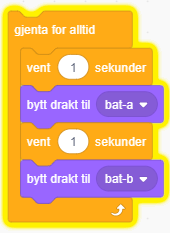 gjenta for alltid
vent 1 sekunder
bytt drakt til bat-a
vent 1 sekunder
bytt drakt til bat-b